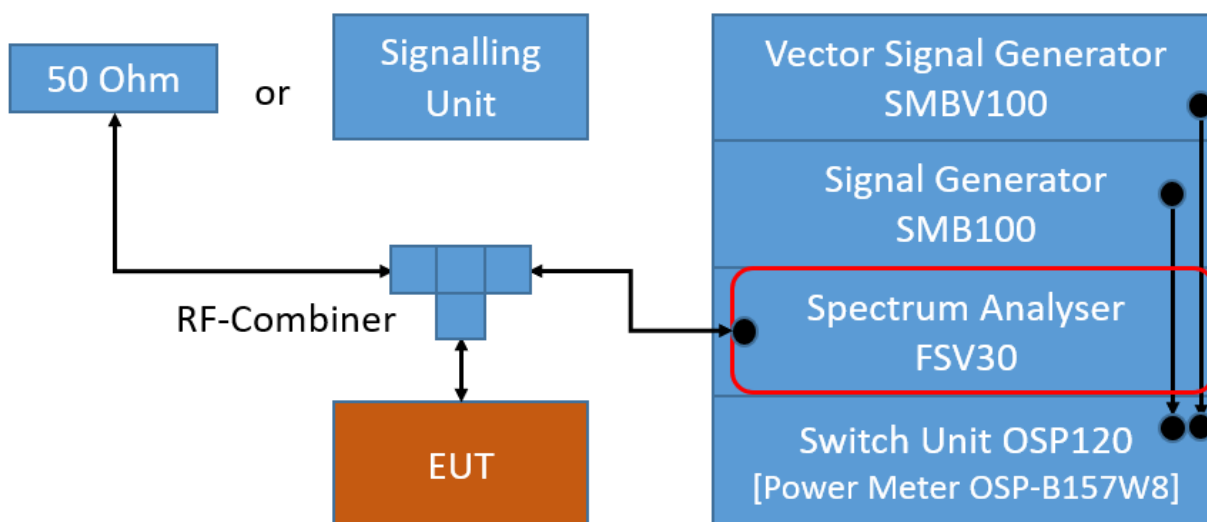 50 Ohm
or
Signalling
Unit
Vector Signal Generator
SMBV100
Signal Generator
SMB100
RF-Combiner
Spectrum Analyser
FSV30
EUT
Switch Unit OSP120
[Power Meter OSP-B157W8]